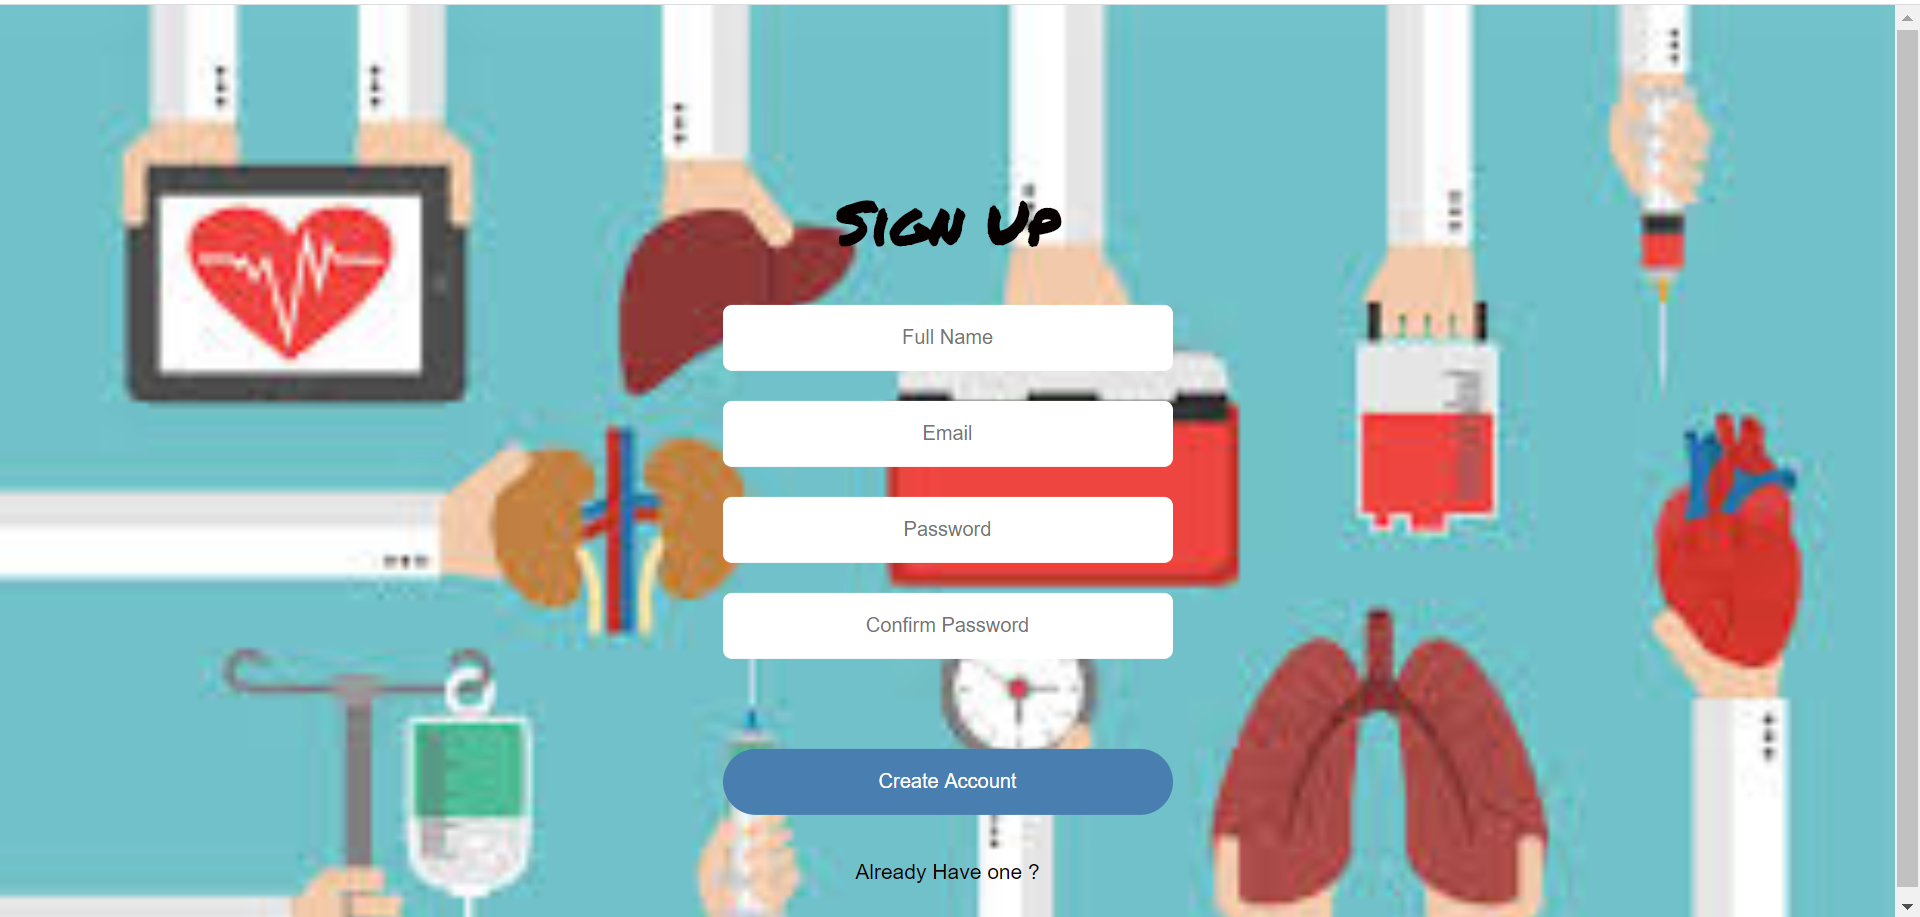 Sign Up
Full Name
Email
Password
Confirm Password
Create Account
Already Have one ?